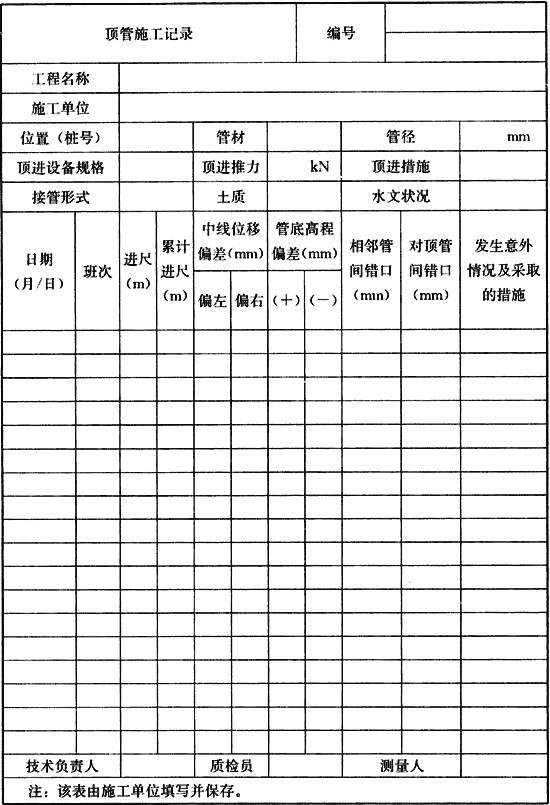 顶管施工记录 编号
工程名称
施工单位
位置（桩号） 管材 管径 mm
顶进设备规格 顶进推力 kN 顶进措施
接管形式 土质 水文状况
日期
（月/日）
班次
进尺
（m）
累计
进尺
（m）
中线位移
偏差（mm）
偏左 偏右
管底高程
偏差（mm）
（+） （－）
相邻管
间错口
（mm）
对顶管
间错口
（mm）
发生意外
情况及采取
的措施
技术负责人 质检员 测量人
注：该表由施工单位填写并保存。